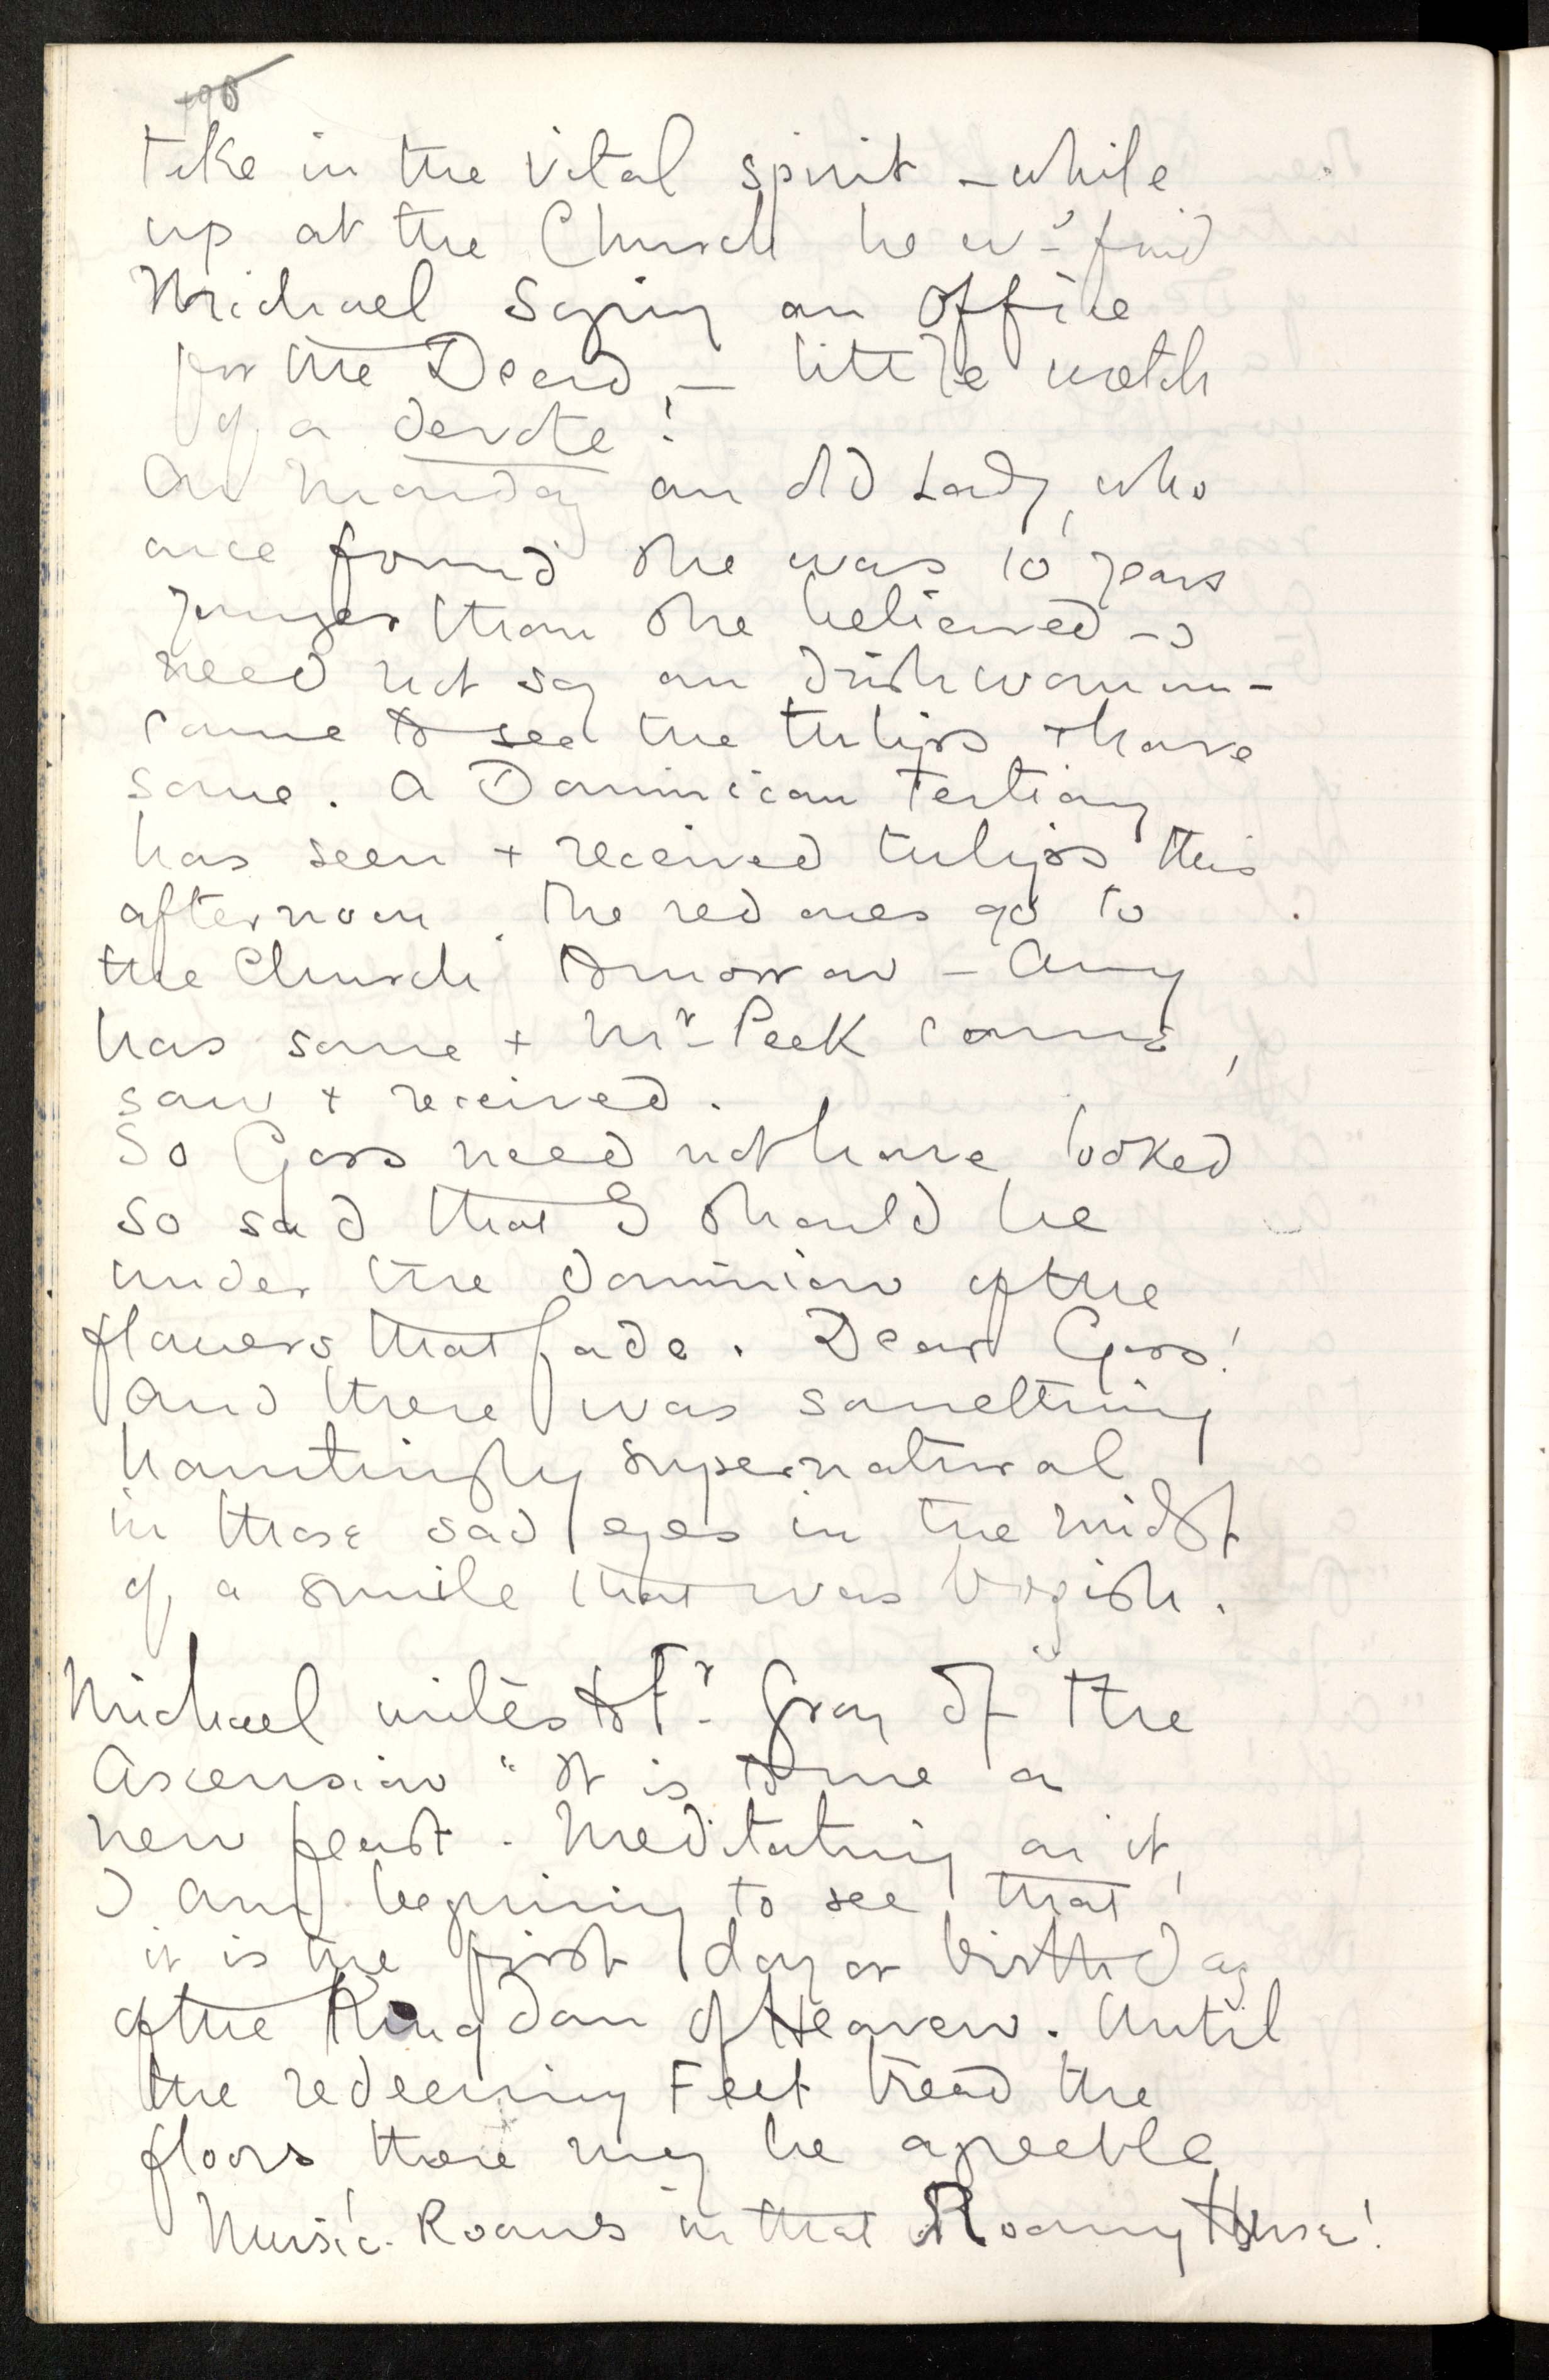 take in the vital spirit – while
up at the Church he wd find
Michael saying an Office
for the Dead, – little wretch
of a dévote!
On Monday an old Lady, who
once found she was 10 years
younger than she believed – I
need not say an Irishwoman –
came to see the tulips & have
some. A Dominican Tertiary
has seen & received tulips this
afternoon. The red ones go to
the Church tomorrow – Amy
has some & Mr Peek came,
saw & received.
So Goss need not have looked
so sad that I should be
under the dominion of the
flowers that fade. Dear Goss!
And there was something
hauntingly supernatural
in those sad eyes in the midst
of a smile that was boyish.
Michael writes to Fr Gray of the
Ascension "It is to me a
new feast. Meditating on it,
I am beginning to see that
it is the first day or birthday
of the Kingdom of Heaven. Until
the redeeming Feet tread the
floors there may be agreeable
Music-Rooms in that Roomy House!